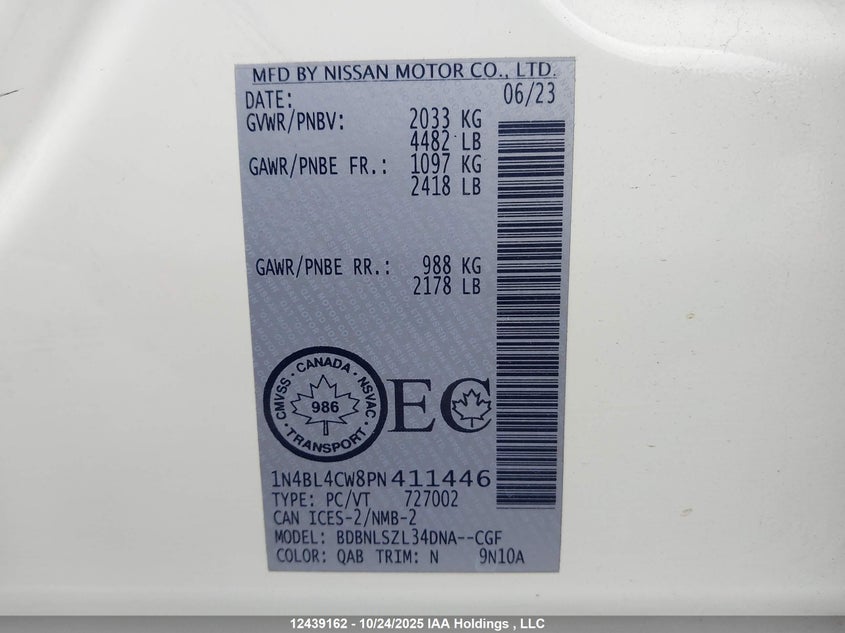 MFD BY NISSAN MOTOR CO., LTD.
DATE: 06/23
GVWR/PNBV: 2033 KG
4482 LB
GAWR/PNBE FR.: 1097 KG
2418 LB
GAWR/PNBE RR.: 988 KG
2178 LB
CMVSS · CANADA · NSVAC
986
· TRANSPORT ·
EC
1N4BL4CW8PN411446
TYPE: PC/VT 727002
CAN ICES-2/NMB-2
MODEL: BDBNLSZL34DNA--CGF
COLOR: QAB TRIM: N 9N10A
12439162 - 10/24/2025 IAA Holdings , LLC